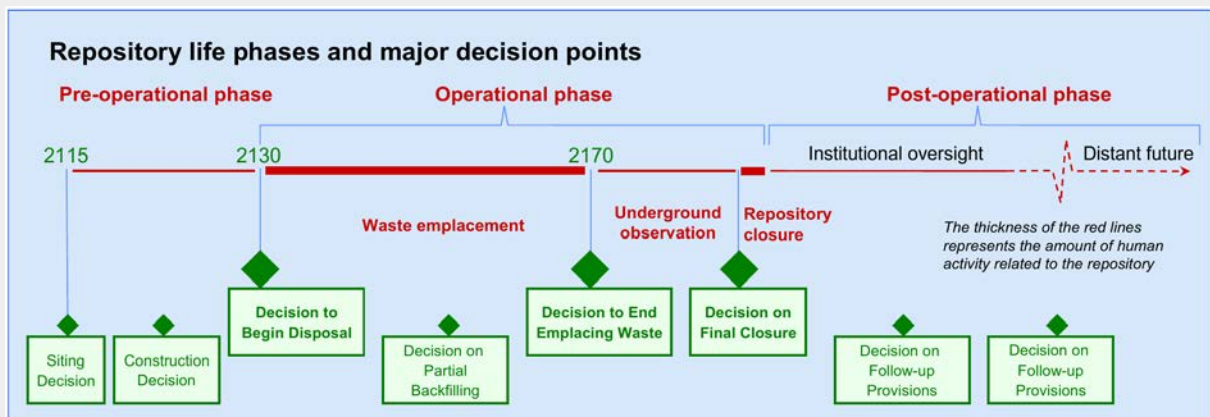 Repository life phases and major decision points
Pre-operational phase
Operational phase
Post-operational phase
2115
2130
2170
Institutional oversight
Distant future
Waste emplacement
Underground
observation
Repository
closure
The thickness of the red lines
represents the amount of human
activity related to the repository
Siting
Decision
Construction
Decision
Decision to
Begin Disposal
Decision on
Partial
Backfilling
Decision to End
Emplacing Waste
Decision on
Final Closure
Decision on
Follow-up
Provisions
Decision on
Follow-up
Provisions